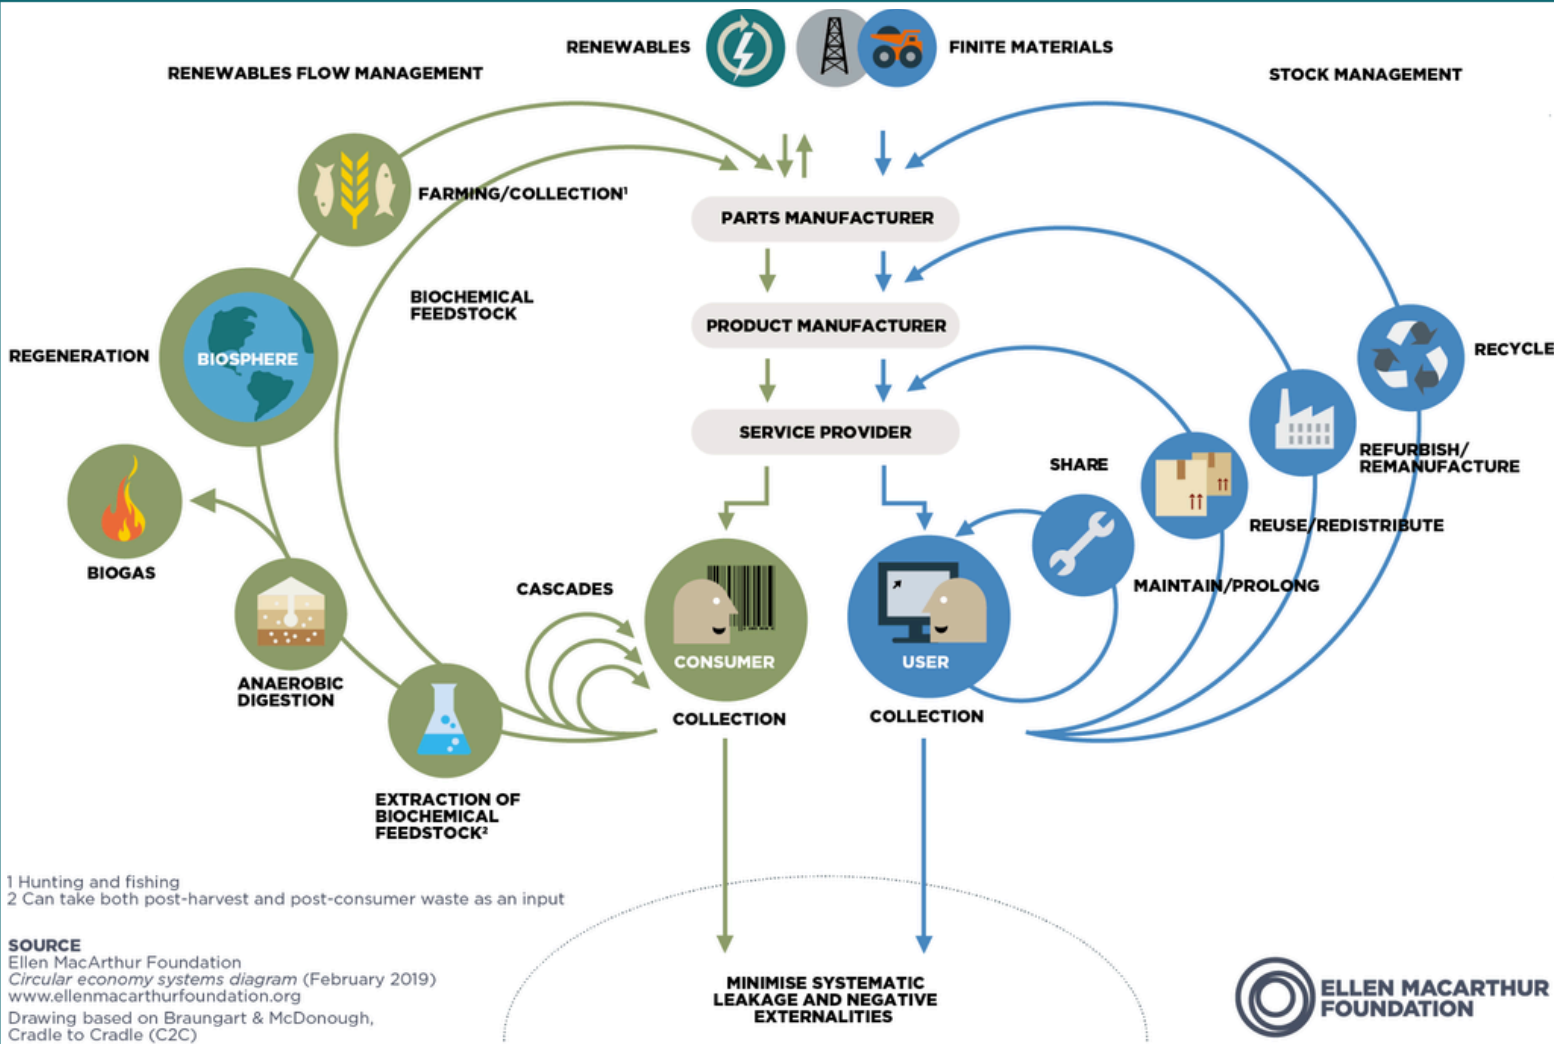 RENEWABLES
FINITE MATERIALS
RENEWABLES FLOW MANAGEMENT
STOCK MANAGEMENT
FARMING/COLLECTION¹
PARTS MANUFACTURER
BIOCHEMICAL
FEEDSTOCK
PRODUCT MANUFACTURER
REGENERATION
BIOSPHERE
RECYCLE
SERVICE PROVIDER
SHARE
REFURBISH/
REMANUFACTURE
REUSE/REDISTRIBUTE
BIOGAS
CASCADES
MAINTAIN/PROLONG
CONSUMER
USER
ANAEROBIC
DIGESTION
COLLECTION
COLLECTION
EXTRACTION OF
BIOCHEMICAL
FEEDSTOCK²
1 Hunting and fishing
2 Can take both post-harvest and post-consumer waste as an input
SOURCE
Ellen MacArthur Foundation
Circular economy systems diagram (February 2019)
www.ellenmacarthurfoundation.org
Drawing based on Braungart & McDonough,
Cradle to Cradle (C2C)
MINIMISE SYSTEMATIC
LEAKAGE AND NEGATIVE
EXTERNALITIES
ELLEN MACARTHUR
FOUNDATION